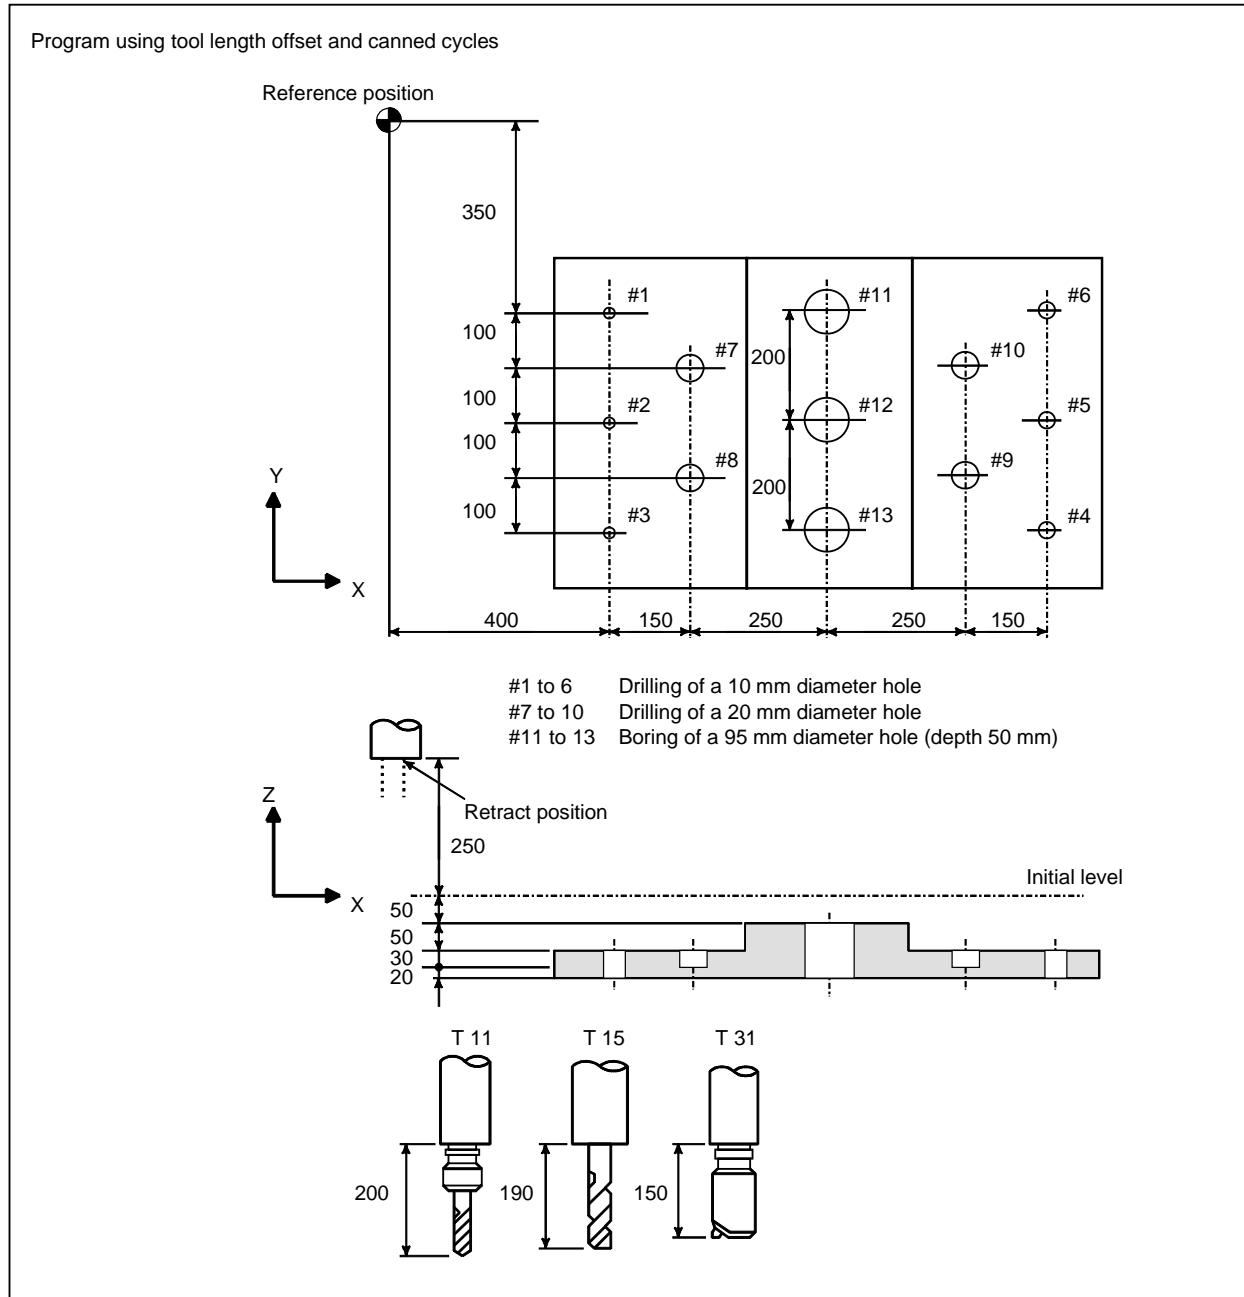 Program using tool length offset and canned cycles
Reference position
350
#1
#11
#6
100
#7
200
#10
100
#2
#12
#5
100
#8
200
#9
Y
100
#3
#13
#4
X
400
150
250
250
150
#1 to 6 Drilling of a 10 mm diameter hole
#7 to 10 Drilling of a 20 mm diameter hole
#11 to 13 Boring of a 95 mm diameter hole (depth 50 mm)
Z
Retract position
250
Initial level
X
50
50
30
20
T 11
T 15
T 31
200
190
150